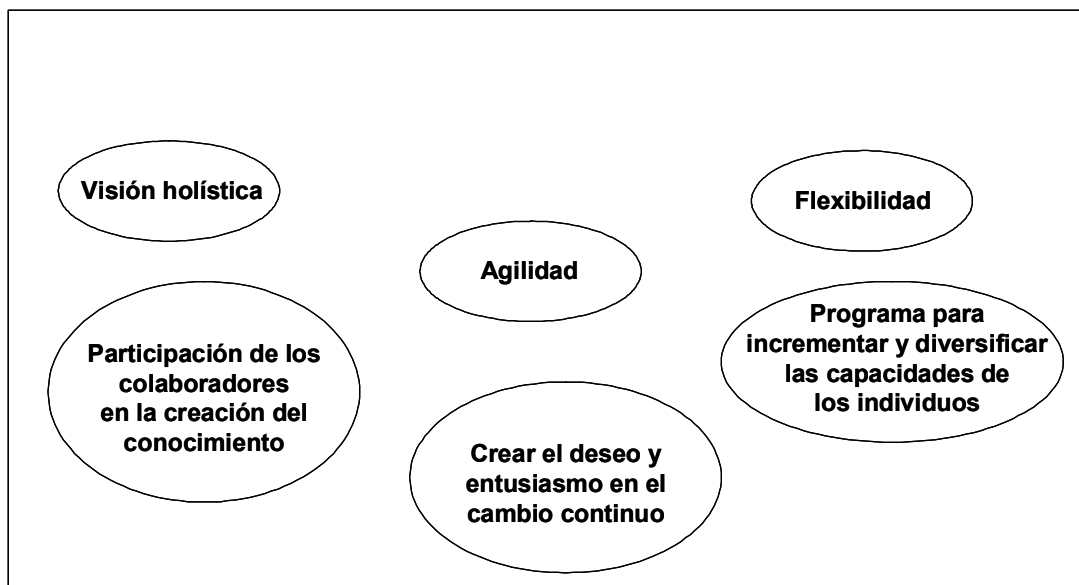 Visión holística
Flexibilidad
Agilidad
Participación de los
colaboradores
en la creación del
conocimiento
Programa para
incrementar y diversificar
las capacidades de
los individuos
Crear el deseo y
entusiasmo en el
cambio continuo